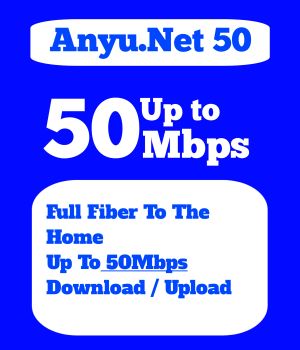 Anyu.Net 50
50 Up to
Mbps
Full Fiber To The
Home
Up To 50Mbps
Download / Upload